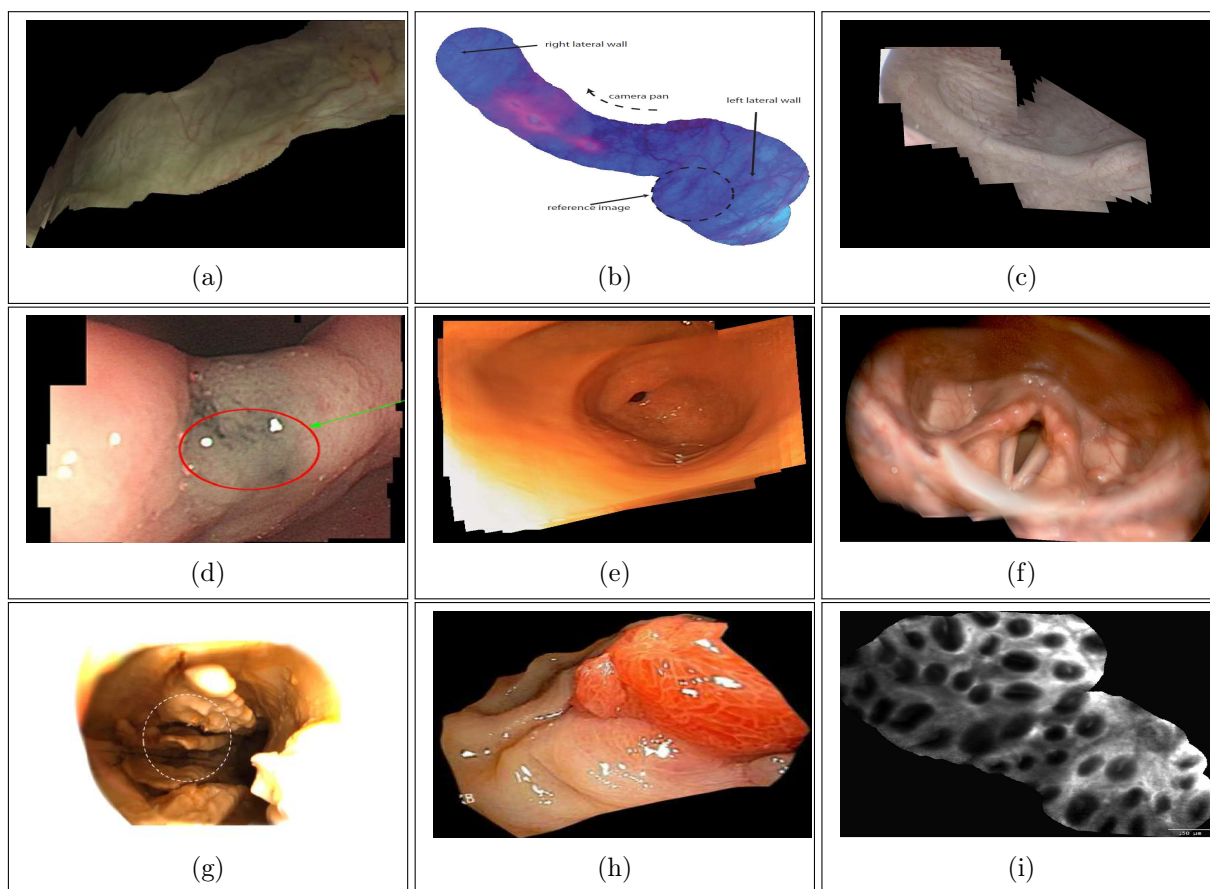 right lateral wall
camera pan
left lateral wall
reference image
(a)
(b)
(c)
(d)
(e)
(f)
B
(g)
(h)
(i)